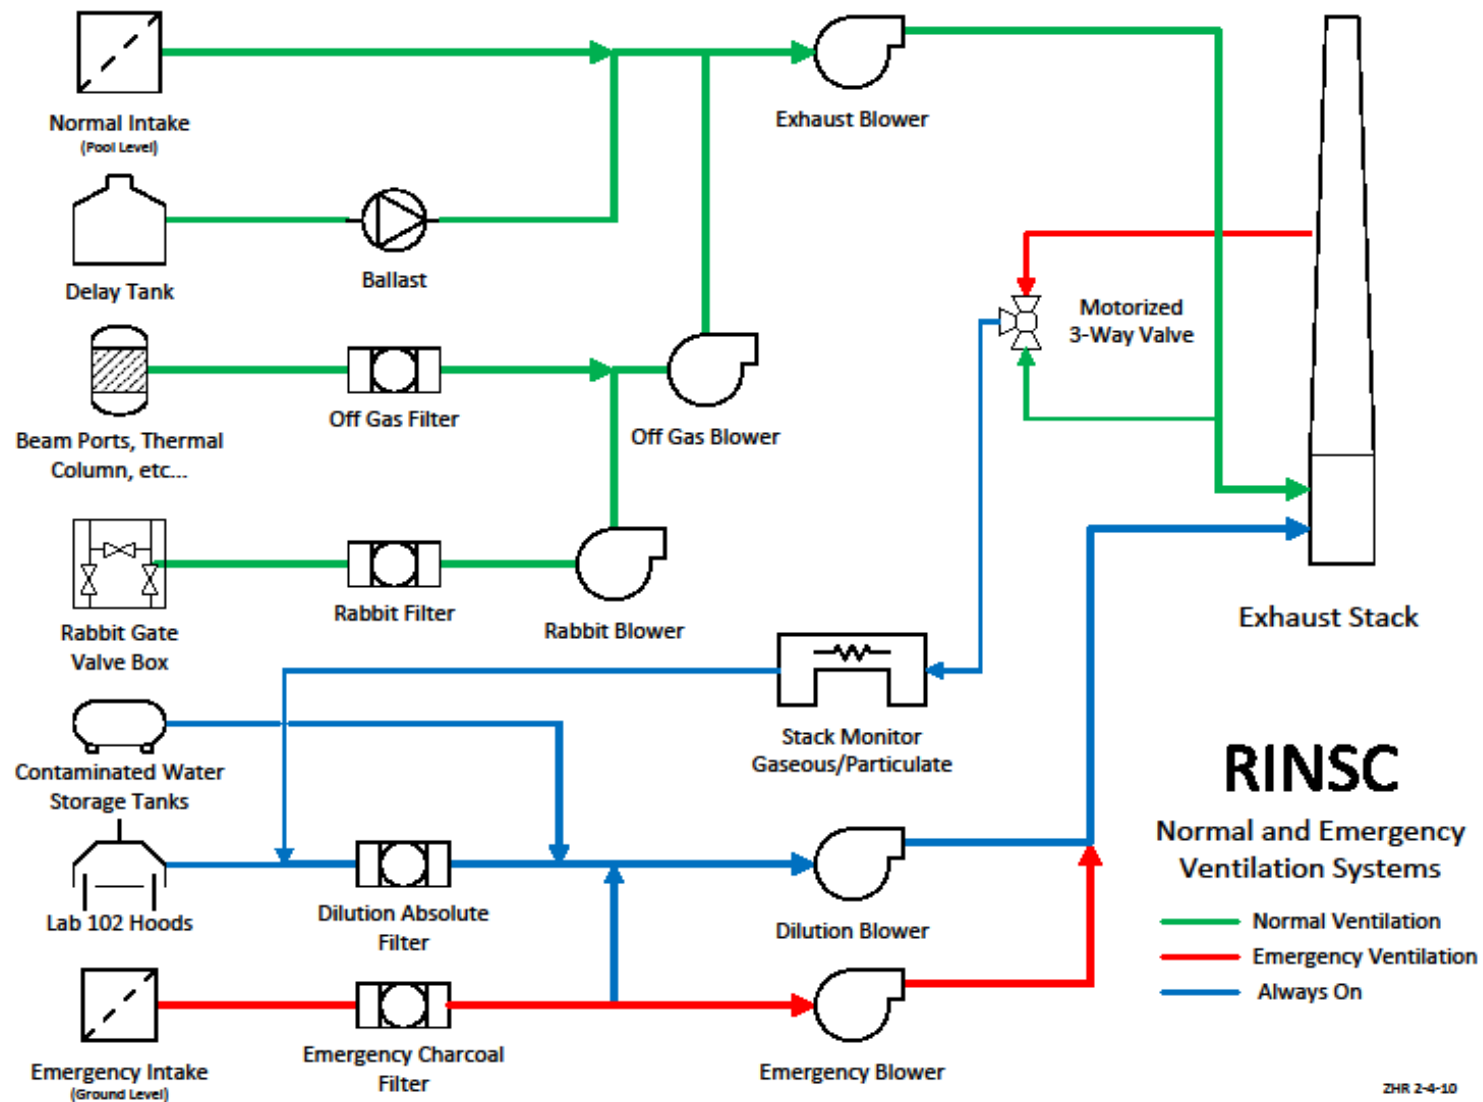 Normal Intake
(Pool Level)
Exhaust Blower
Delay Tank
Ballast
Motorized
3-Way Valve
Beam Ports, Thermal
Column, etc...
Off Gas Filter
Off Gas Blower
Rabbit Gate
Valve Box
Rabbit Filter
Rabbit Blower
Exhaust Stack
Contaminated Water
Storage Tanks
Stack Monitor
Gaseous/Particulate
Lab 102 Hoods
Dilution Absolute
Filter
Dilution Blower
Emergency Intake
(Ground Level)
Emergency Charcoal
Filter
Emergency Blower
RINSC
Normal and Emergency
Ventilation Systems
Normal Ventilation
Emergency Ventilation
Always On
ZHR 2-4-10